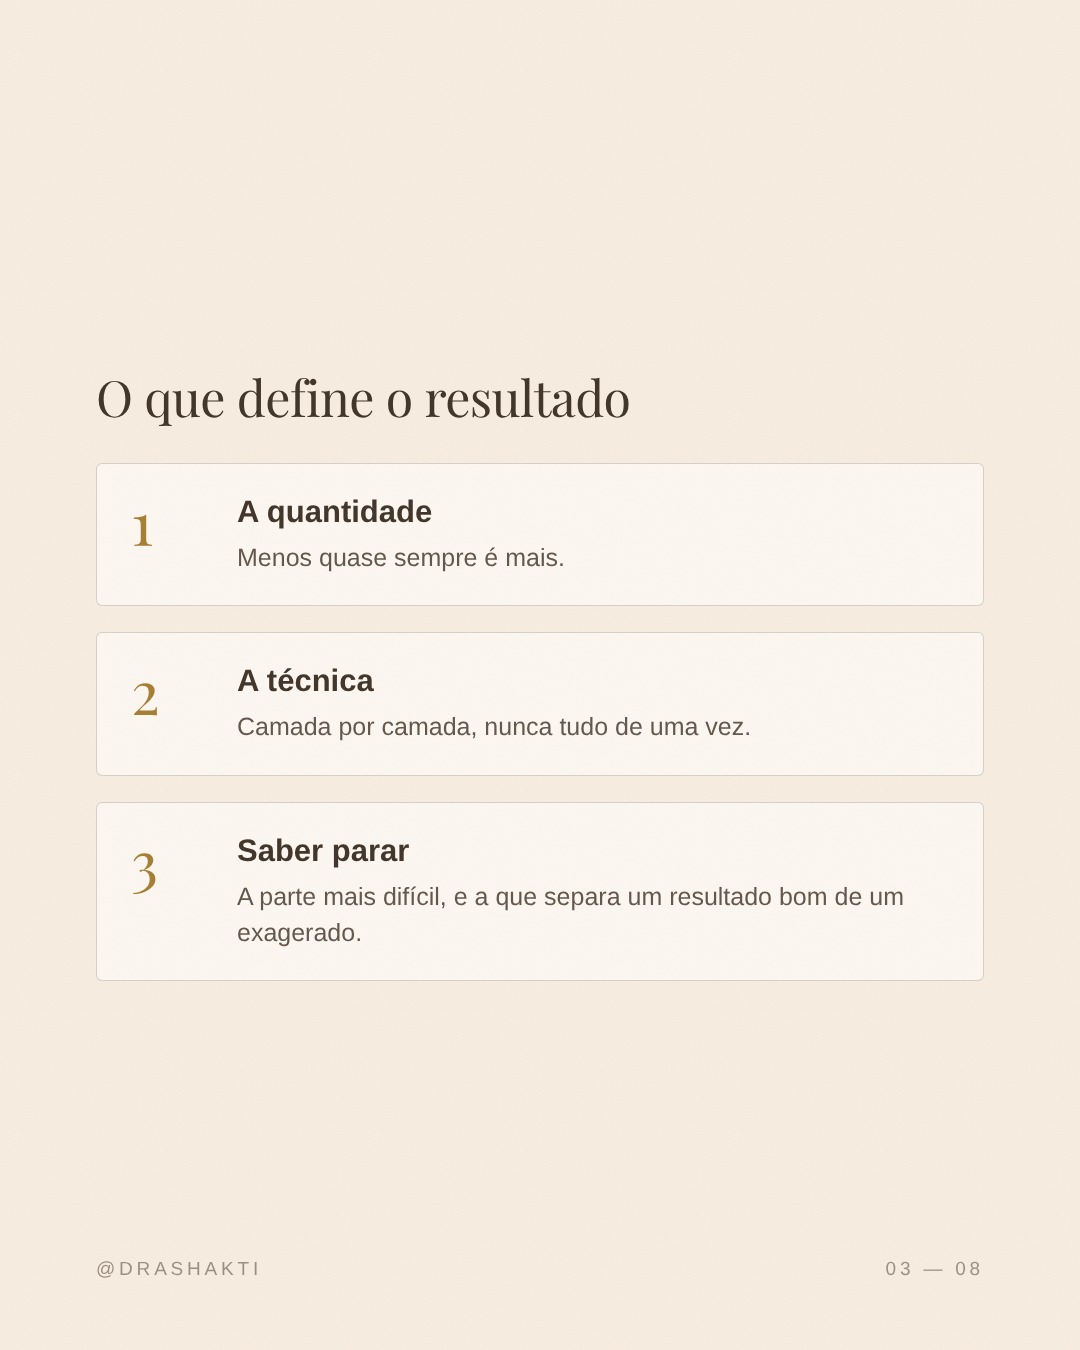 O que define o resultado
1
A quantidade
Menos quase sempre é mais.
2
A técnica
Camada por camada, nunca tudo de uma vez.
3
Saber parar
A parte mais difícil, e a que separa um resultado bom de um
exagerado.
@DRASHAKTI
03 — 08